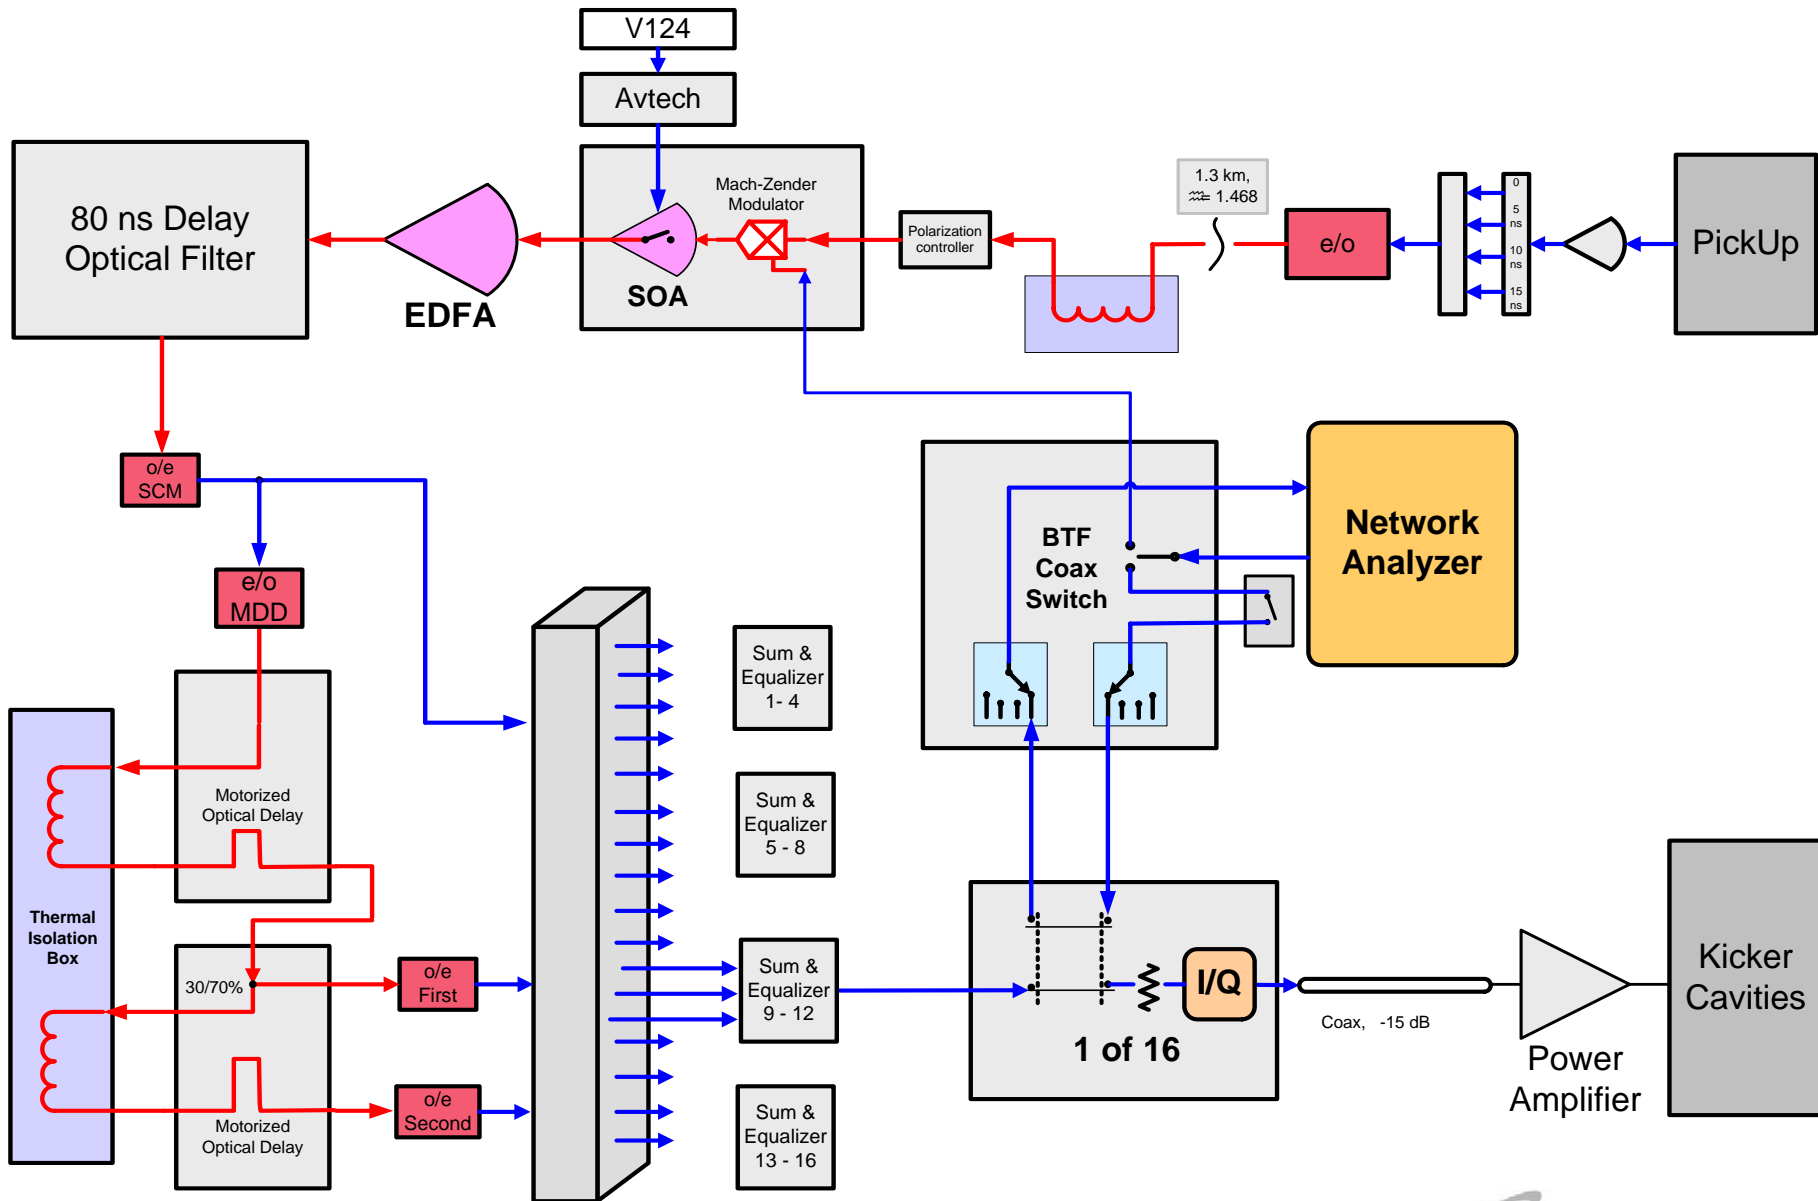 V124
Avtech
80 ns Delay
Optical Filter
EDFA
SOA
Mach-Zender
Modulator
Polarization
controller
1.3 km,
= 1.468
e/o
0
5
ns
10
ns
15
ns
PickUp
o/e
SCM
e/o
MDD
Motorized
Optical Delay
Thermal
Isolation
Box
30/70%
Motorized
Optical Delay
o/e
First
o/e
Second
Sum &
Equalizer
1- 4
Sum &
Equalizer
5 - 8
Sum &
Equalizer
9 - 12
Sum &
Equalizer
13 - 16
BTF
Coax
Switch
Network
Analyzer
I/Q
1 of 16
Coax, -15 dB
Power
Amplifier
Kicker
Cavities